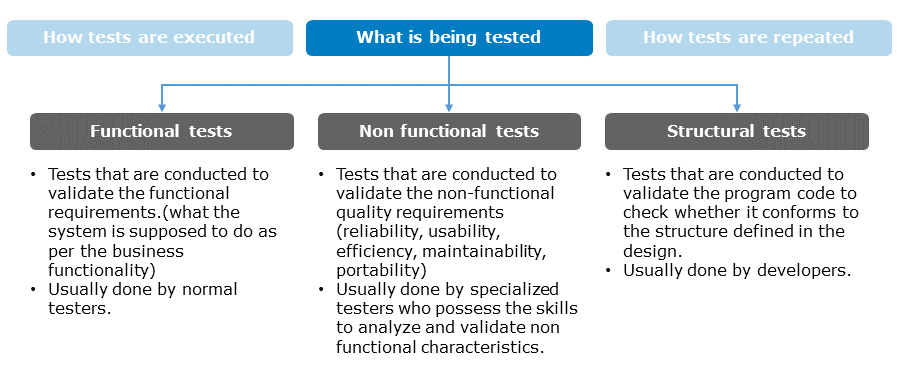 How tests are executed
What is being tested
How tests are repeated
Functional tests
Non functional tests
Structural tests
• Tests that are conducted to
validate the functional
requirements.(what the
system is supposed to do as
per the business
functionality)
• Usually done by normal
testers.
• Tests that are conducted to
validate the non-functional
quality requirements
(reliability, usability,
efficiency, maintainability,
portability)
• Usually done by specialized
testers who possess the skills
to analyze and validate non
functional characteristics.
• Tests that are conducted to
validate the program code to
check whether it conforms to
the structure defined in the
design.
• Usually done by developers.